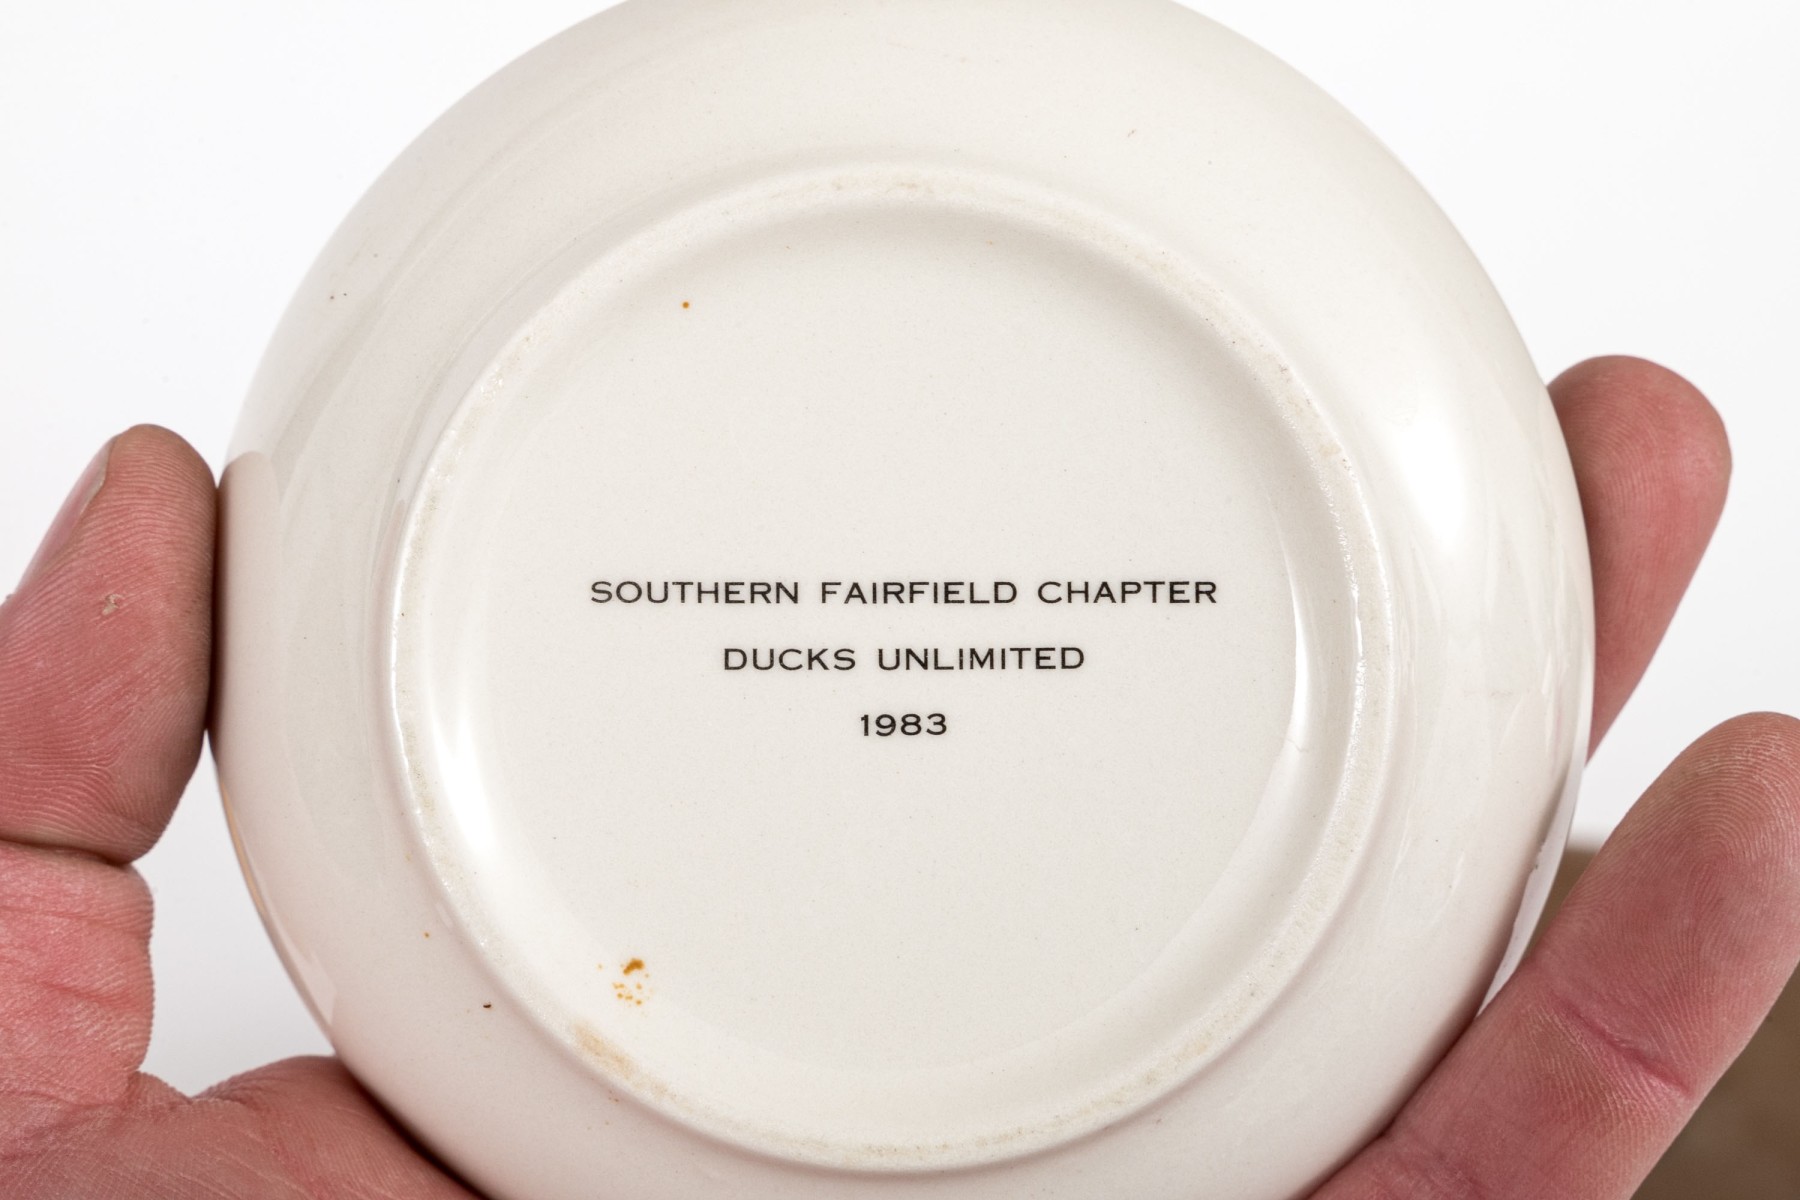 SOUTHERN FAIRFIELD CHAPTER
DUCKS UNLIMITED
1983